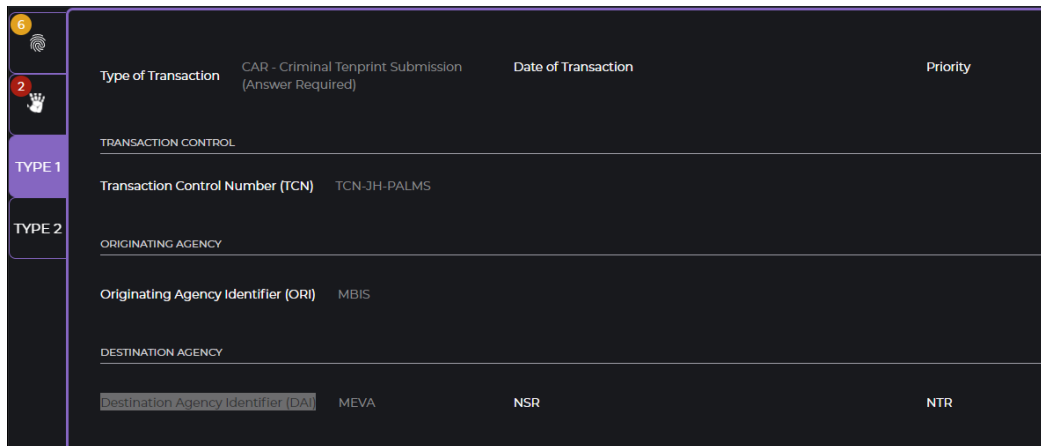 6
2
TYPE 1
TYPE 2
Type of Transaction CAR - Criminal Tenprint Submission (Answer Required) Date of Transaction Priority
TRANSACTION CONTROL
Transaction Control Number (TCN) TCN-JH-PALMS
ORIGINATING AGENCY
Originating Agency Identifier (ORI) MBIS
DESTINATION AGENCY
Destination Agency Identifier (DAI) MEVA NSR NTR